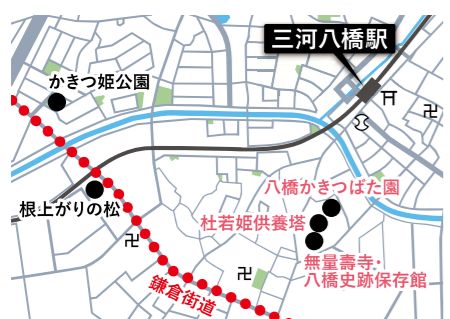 三河八橋駅
かきつ姫公園
根上がりの松
八橋かきつばた園
杜若姫供養塔
無量壽寺・
八橋史跡保存館
鎌倉街道